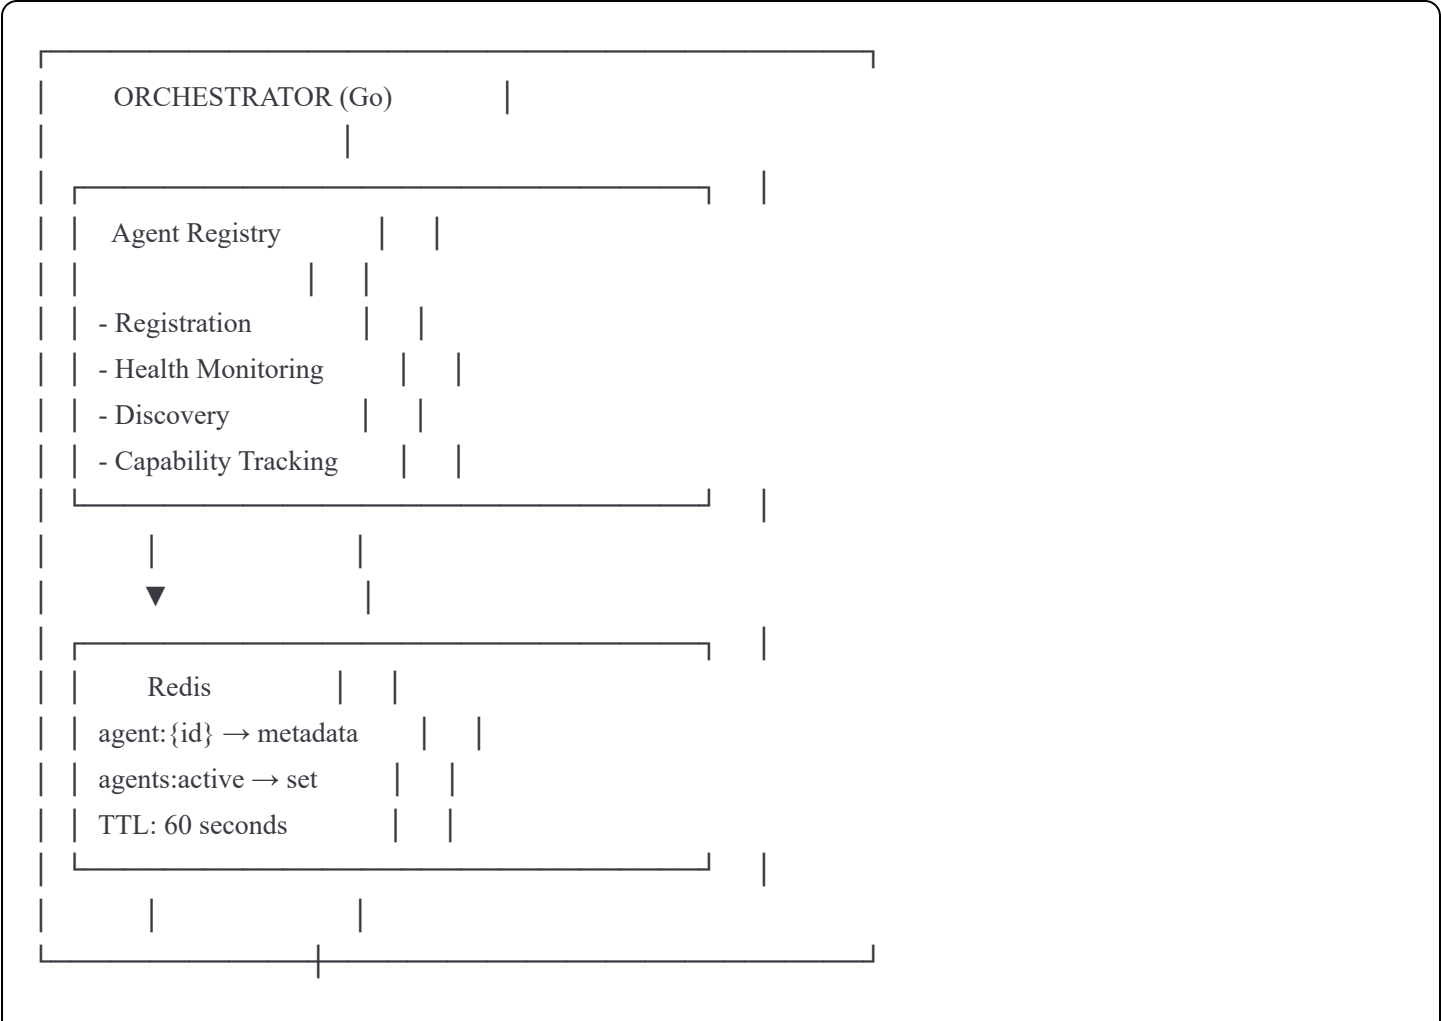 ORCHESTRATOR (Go)
Agent Registry
- Registration
- Health Monitoring
- Discovery
- Capability Tracking
▼
Redis
agent:{id} → metadata
agents:active → set
TTL: 60 seconds